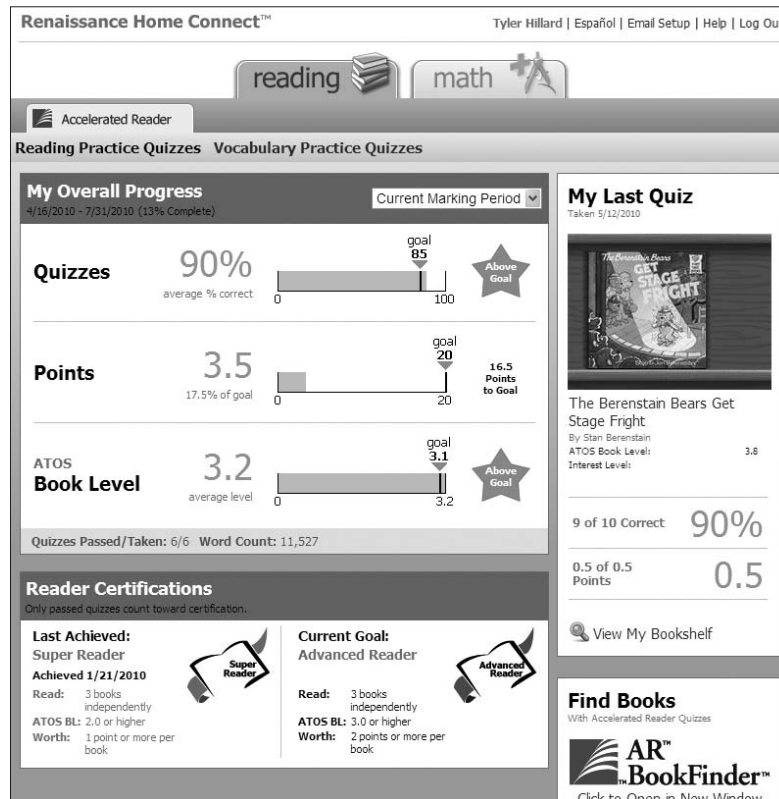 Renaissance Home Connect™
Tyler Hillard | Español | Email Setup | Help | Log Ou
reading
math
Accelerated Reader
Reading Practice Quizzes Vocabulary Practice Quizzes
My Overall Progress
4/16/2010 - 7/31/2010 (13% Complete)
Current Marking Period
Quizzes
90%
average % correct
goal
85
0
100
Above
Goal
Points
3.5
17.5% of goal
goal
20
0
20
16.5
Points
to Goal
ATOS
Book Level
3.2
average level
goal
3.1
0
3.2
Above
Goal
Quizzes Passed/Taken: 6/6 Word Count: 11,527
Reader Certifications
Only passed quizzes count toward certification.
Last Achieved:
Super Reader
Achieved 1/21/2010
Read: 3 books
independently
ATOS BL: 2.0 or higher
Worth: 1 point or more per
book
Super
Reader
Current Goal:
Advanced Reader
Read: 3 books
independently
ATOS BL: 3.0 or higher
Worth: 2 points or more per
book
Advanced
Reader
My Last Quiz
Taken 5/12/2010
The Berenstain Bears
GET
STAGE
FRIGHT
The Berenstain Bears Get
Stage Fright
By Stan Berenstain
ATOS Book Level: 3.8
Interest Level:
9 of 10 Correct 90%
0.5 of 0.5
Points
0.5
View My Bookshelf
Find Books
With Accelerated Reader Quizzes
AR™
BookFinder™
Click to Open in New Window